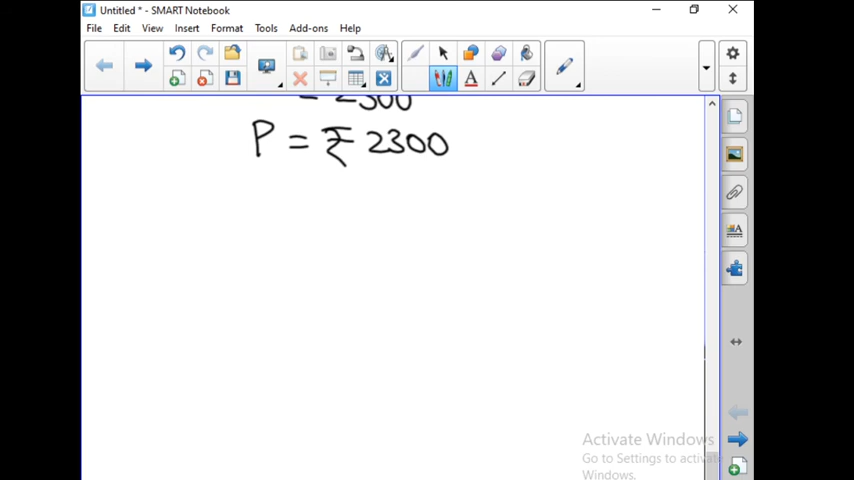 Untitled * - SMART Notebook
File Edit View Insert Format Tools Add-ons Help
= 2300
P = ₹ 2300
Activate Windows
Go to Settings to activate
Windows.